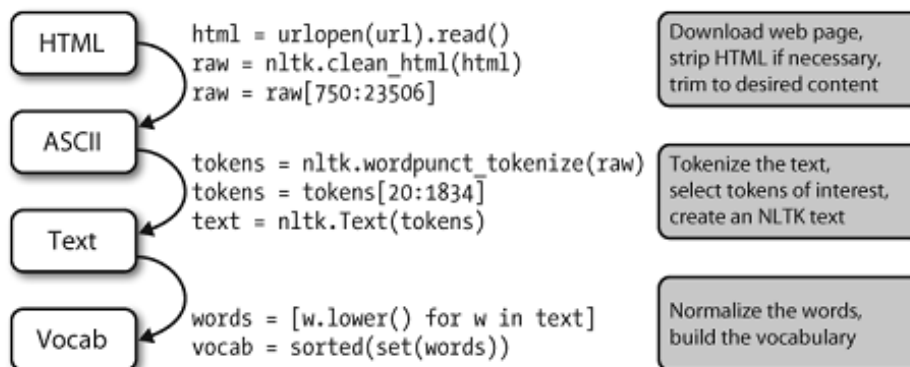 HTML
html = urlopen(url).read()
raw = nltk.clean_html(html)
raw = raw[750:23506]
Download web page,
strip HTML if necessary,
trim to desired content
ASCII
tokens = nltk.wordpunct_tokenize(raw)
tokens = tokens[20:1834]
text = nltk.Text(tokens)
Tokenize the text,
select tokens of interest,
create an NLTK text
Text
words = [w.lower() for w in text]
vocab = sorted(set(words))
Normalize the words,
build the vocabulary
Vocab